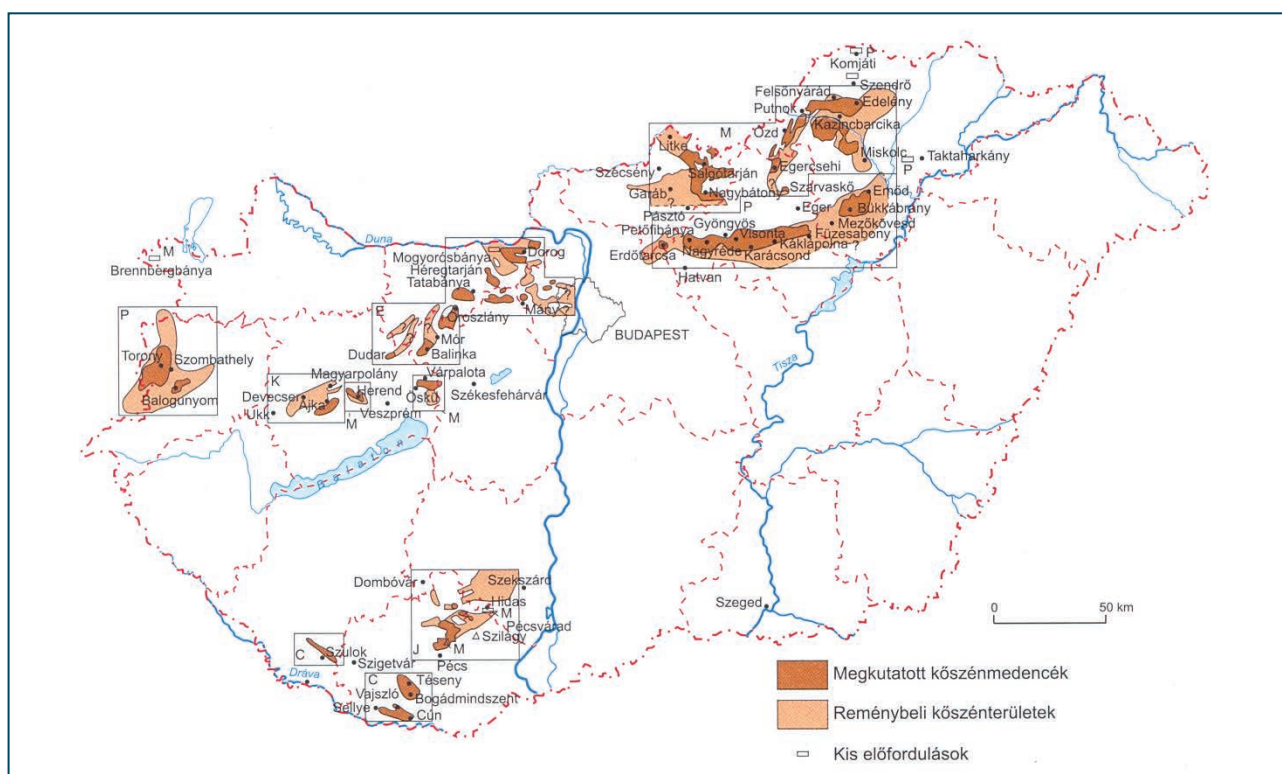 P
Komjáti
Szendrő
Felsőnyárád
Edelény
Putnok
Kazincbarcika
Ózd
M
Litke
Miskolc
Taktaharkány
P
Szécsény
Egercsehi
Salgótarján
Szarvaskő
Garáb ?
Nagybátony
Emőd
Pásztó
P
Eger
Bükkábrány
Petőfibánya
Gyöngyös
Mezőkövesd
Visonta
Füzesabony
Erdőtarcsa
Nagyréde
Káklapolna ?
Karácsond
Hatvan
Duna
M
Brennbergbánya
Mogyorósbánya
Dorog
Héregtarján
Tatabánya
?
Mány ?
Oroszlány
BUDAPEST
E
P
Mór
Dudar
Balinka
Torony
Szombathely
Tisza
Magyarpolány
Várpalota
K
Herend
Devecser
Öskü
Székesfehérvár
Balogunyom
Ajka
Ukk
Veszprém
M
M
Balaton
Dombóvár
Szekszárd
Hidas
M
Pécsvárad
Szilágy
Szeged
0
50 km
J
M
Szulok
C
Szigetvár
Pécs
Dráva
C
Téseny
Vajszló
Bogádmindszent
Sellye
Cún
Megkutatott kőszénmedencék
Reménybeli kőszénterületek
Kis előfordulások